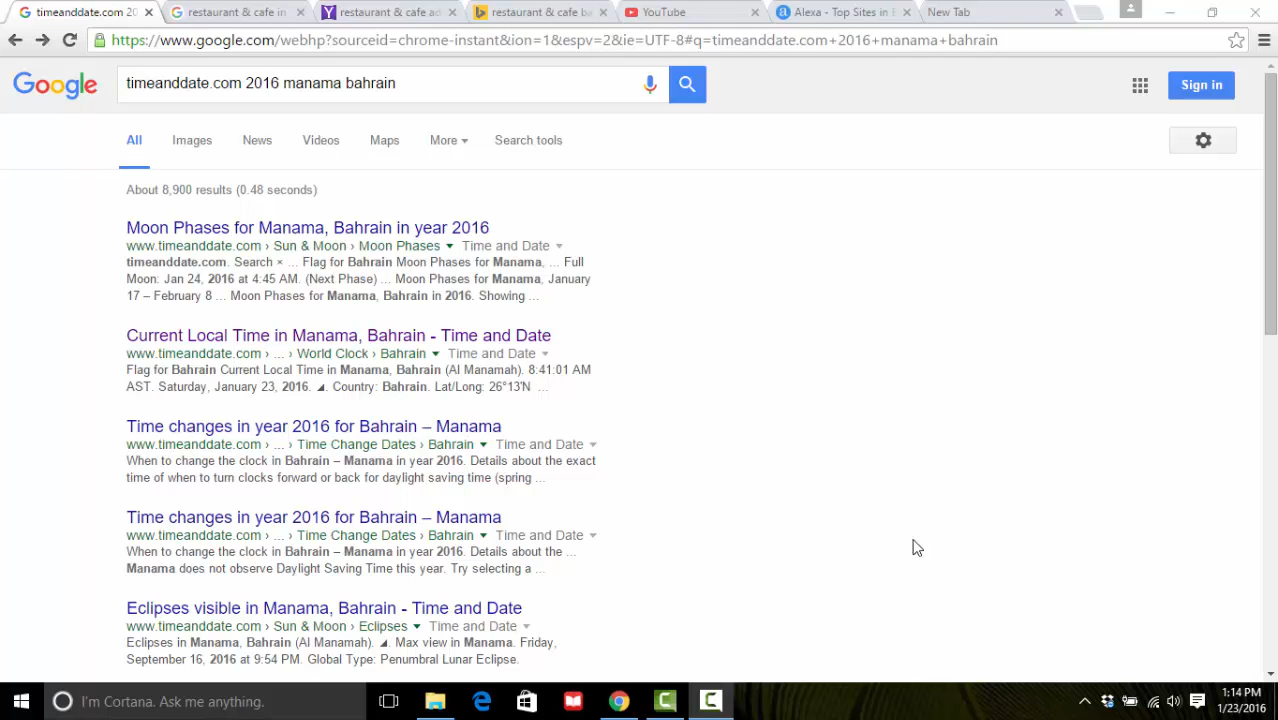 timeanddate.com 20
restaurant & cafe in
restaurant & cafe ad
restaurant & cafe ba
YouTube
Alexa - Top Sites in B
New Tab
https://www.google.com/webhp?sourceid=chrome-instant&ion=1&espv=2&ie=UTF-8#q=timeanddate.com+2016+manama+bahrain
Google
timeanddate.com 2016 manama bahrain
Sign in
All Images News Videos Maps More Search tools
About 8,900 results (0.48 seconds)
Moon Phases for Manama, Bahrain in year 2016
www.timeanddate.com › Sun & Moon › Moon Phases Time and Date
timeanddate.com. Search × ... Flag for Bahrain Moon Phases for Manama, ... Full
Moon: Jan 24, 2016 at 4:45 AM. (Next Phase) ... Moon Phases for Manama, January
17 – February 8 ... Moon Phases for Manama, Bahrain in 2016. Showing ...
Current Local Time in Manama, Bahrain - Time and Date
www.timeanddate.com › ... › World Clock › Bahrain Time and Date
Flag for Bahrain Current Local Time in Manama, Bahrain (Al Manamah). 8:41:01 AM
AST. Saturday, January 23, 2016. ◢. Country: Bahrain. Lat/Long: 26°13'N ...
Time changes in year 2016 for Bahrain – Manama
www.timeanddate.com › ... › Time Change Dates › Bahrain Time and Date
When to change the clock in Bahrain – Manama in year 2016. Details about the exact
time of when to turn clocks forward or back for daylight saving time (spring ...
Time changes in year 2016 for Bahrain – Manama
www.timeanddate.com › ... › Time Change Dates › Bahrain Time and Date
When to change the clock in Bahrain – Manama in year 2016. Details about the ...
Manama does not observe Daylight Saving Time this year. Try selecting a ...
Eclipses visible in Manama, Bahrain - Time and Date
www.timeanddate.com › Sun & Moon › Eclipses Time and Date
Eclipses in Manama, Bahrain (Al Manamah). ◢. Max view in Manama. Friday,
September 16, 2016 at 9:54 PM. Global Type: Penumbral Lunar Eclipse.
I'm Cortana. Ask me anything.
1:14 PM
1/23/2016